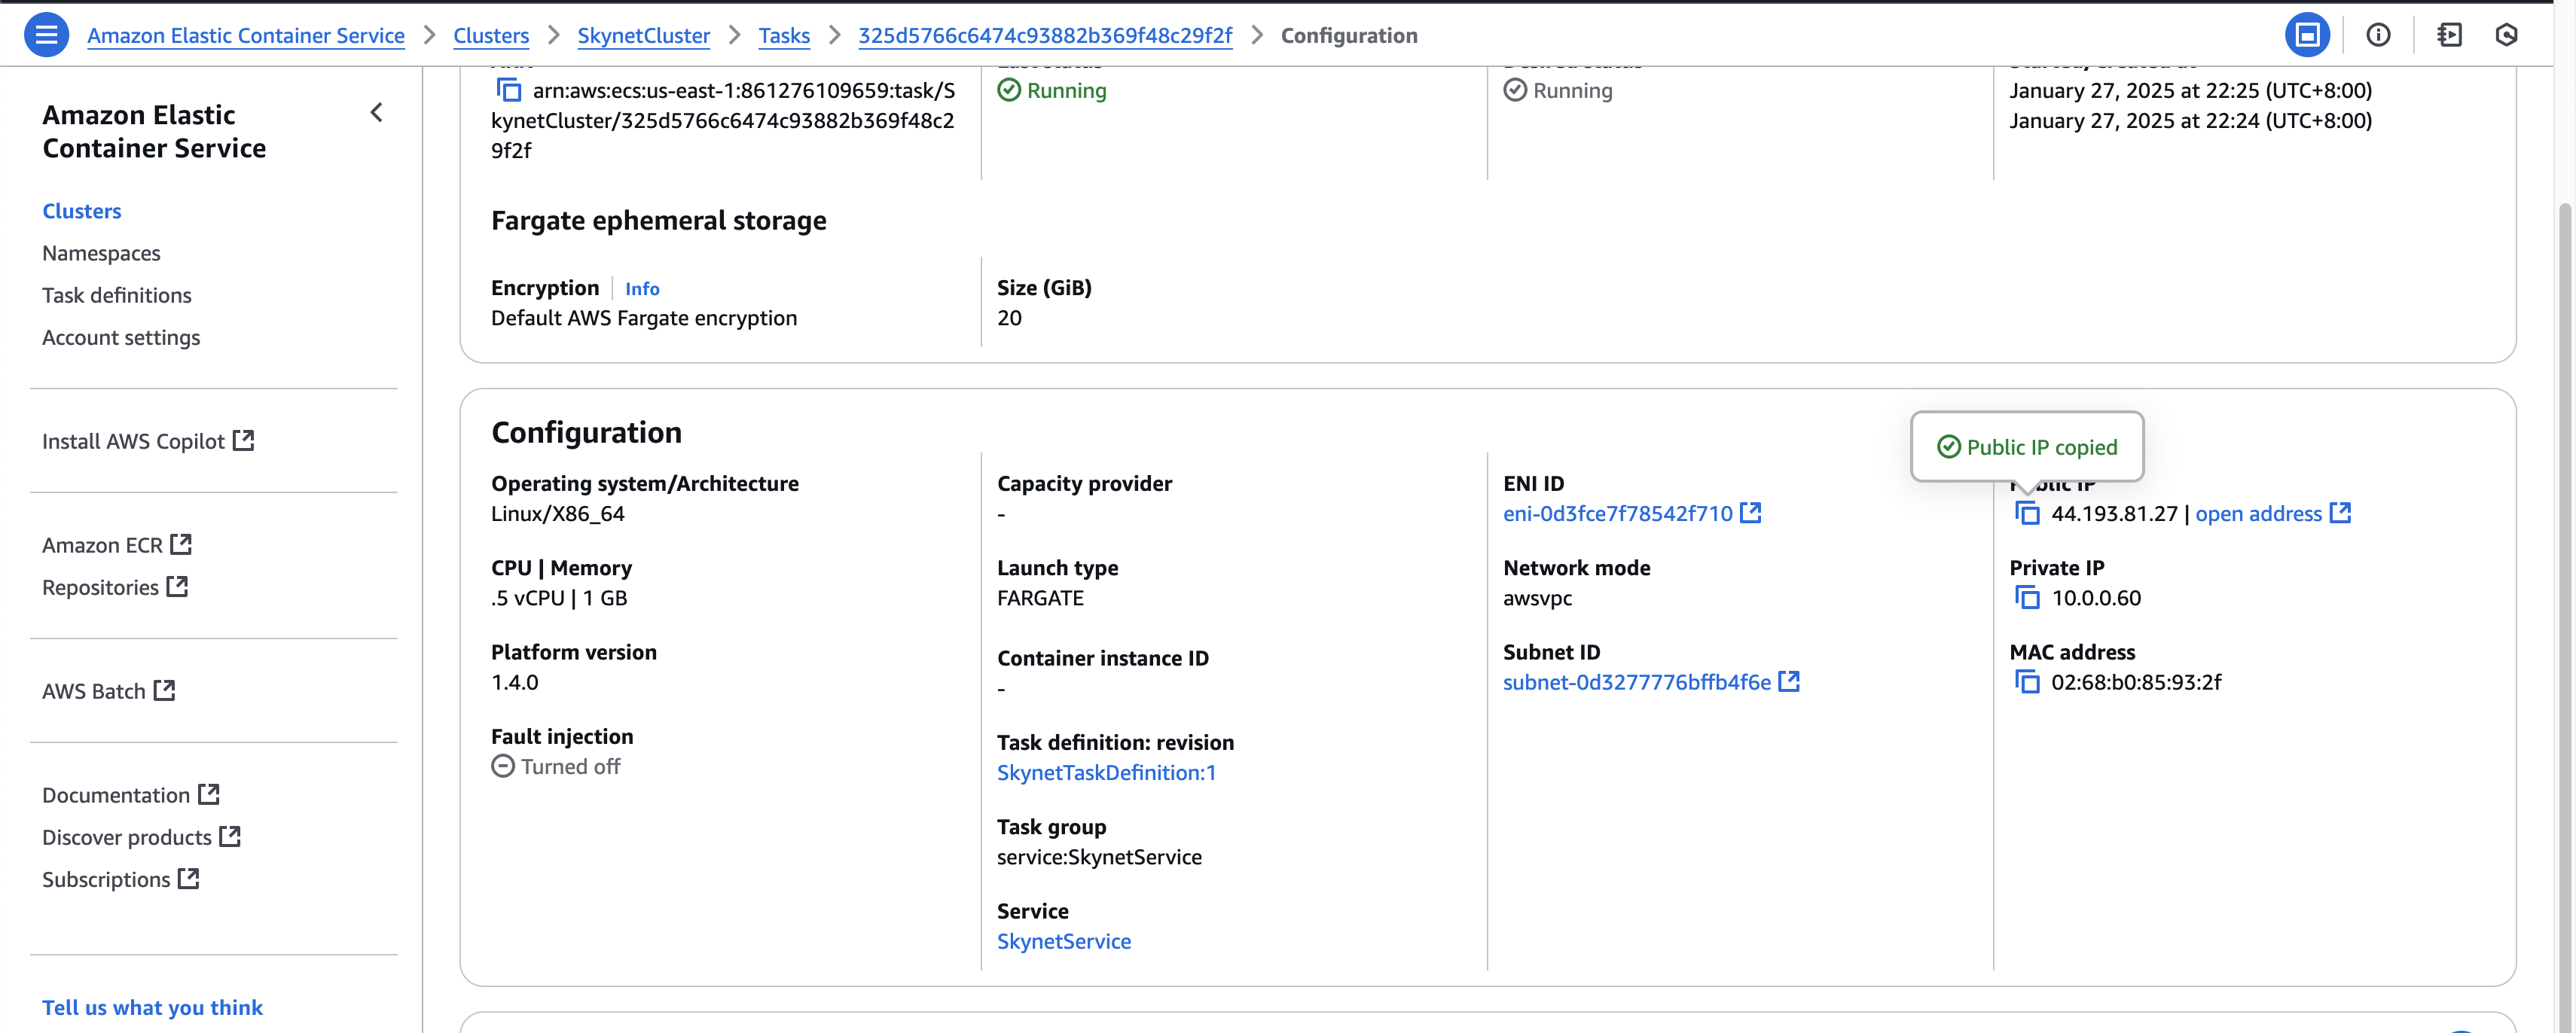 Amazon Elastic Container Service > Clusters > SkynetCluster > Tasks > 325d5766c6474c93882b369f48c29f2f > Configuration
Amazon Elastic
Container Service
Clusters
Namespaces
Task definitions
Account settings
Install AWS Copilot
Amazon ECR
Repositories
AWS Batch
Documentation
Discover products
Subscriptions
Tell us what you think
arn:aws:ecs:us-east-1:861276109659:task/S
kynetCluster/325d5766c6474c93882b369f48c2
9f2f
Running
Running
January 27, 2025 at 22:25 (UTC+8:00)
January 27, 2025 at 22:24 (UTC+8:00)
Fargate ephemeral storage
Encryption | Info
Default AWS Fargate encryption
Size (GiB)
20
Configuration
Operating system/Architecture
Linux/X86_64
CPU | Memory
.5 vCPU | 1 GB
Platform version
1.4.0
Fault injection
Turned off
Capacity provider
-
Launch type
FARGATE
Container instance ID
-
Task definition: revision
SkynetTaskDefinition:1
Task group
service:SkynetService
Service
SkynetService
ENI ID
eni-0d3fce7f78542f710
Network mode
awsvpc
Subnet ID
subnet-0d3277776bffb4f6e
Public IP copied
Public IP
44.193.81.27 | open address
Private IP
10.0.0.60
MAC address
02:68:b0:85:93:2f